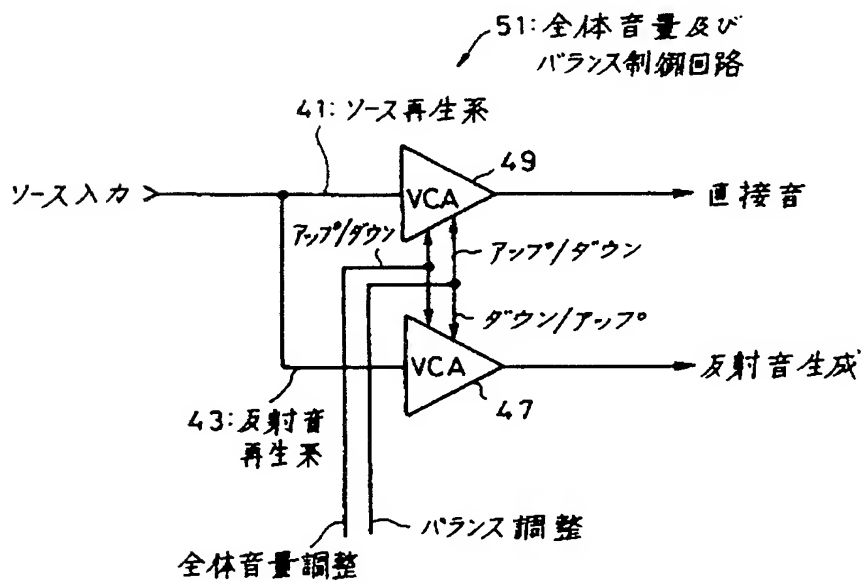 51:全体音量及び
バランス制御回路
41:ソース再生系
49
ソース入力
VCA
直接音
アップ/ダウン
アップ/ダウン
ダウン/アップ
VCA
反射音生成
47
43:反射音
再生系
バランス調整
全体音量調整